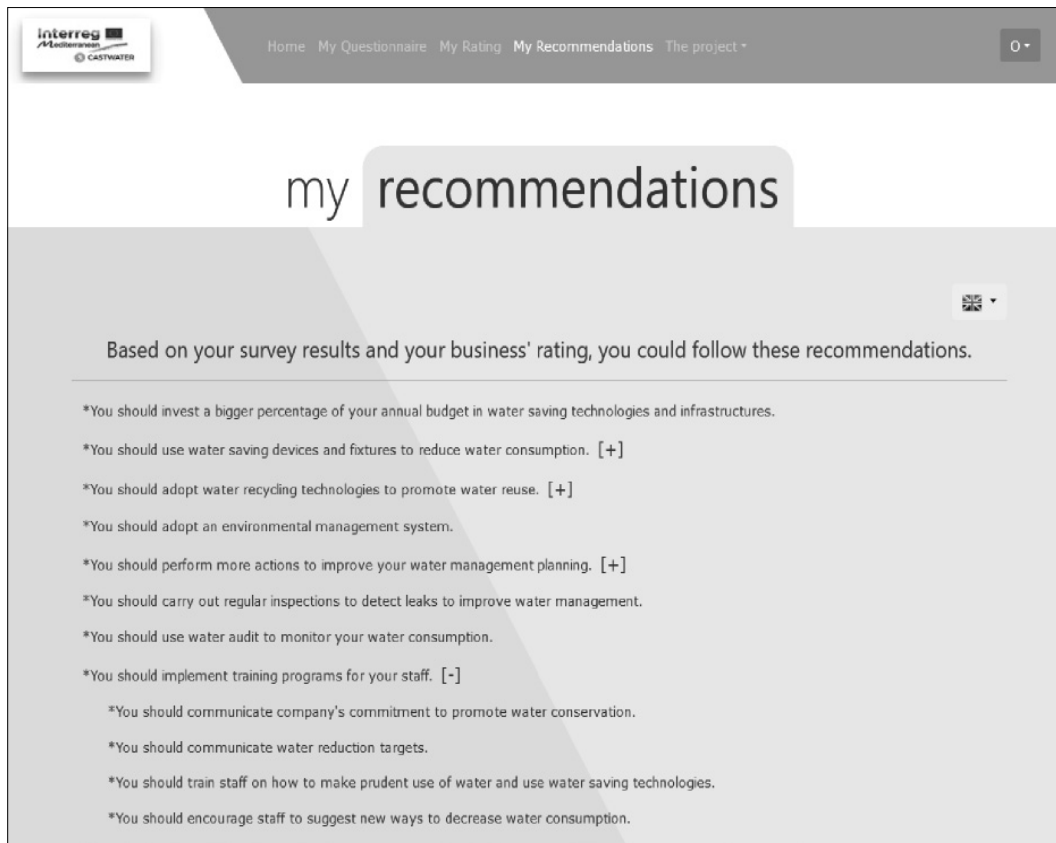 Interreg
Mediterranean
CASTWATER
Home My Questionnaire My Rating My Recommendations The project
O
my recommendations
Based on your survey results and your business' rating, you could follow these recommendations.
*You should invest a bigger percentage of your annual budget in water saving technologies and infrastructures.
*You should use water saving devices and fixtures to reduce water consumption. [+]
*You should adopt water recycling technologies to promote water reuse. [+]
*You should adopt an environmental management system.
*You should perform more actions to improve your water management planning. [+]
*You should carry out regular inspections to detect leaks to improve water management.
*You should use water audit to monitor your water consumption.
*You should implement training programs for your staff. [-]
*You should communicate company's commitment to promote water conservation.
*You should communicate water reduction targets.
*You should train staff on how to make prudent use of water and use water saving technologies.
*You should encourage staff to suggest new ways to decrease water consumption.